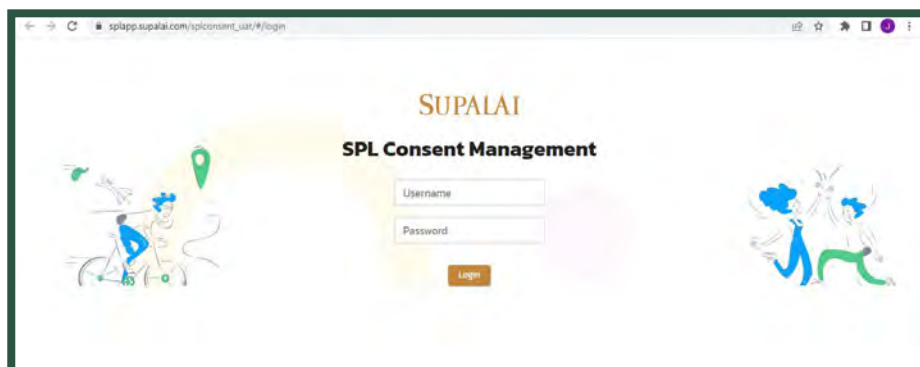 splapp.supalai.com/splconsent_uat/#/login
J
SUPALAI
SPL Consent Management
Username
Password
Login